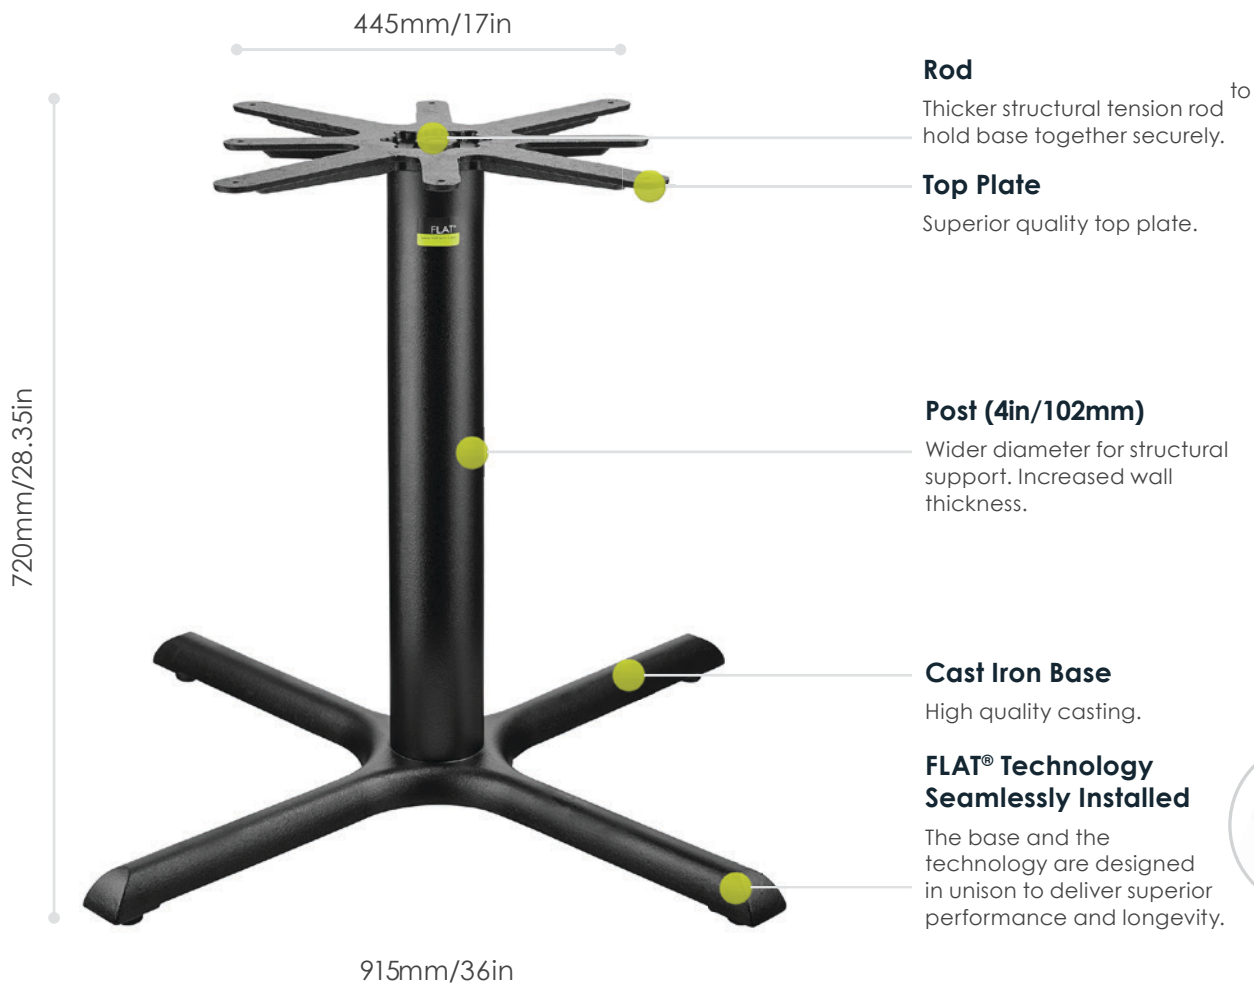 445mm/17in
Rod
Thicker structural tension rod to
hold base together securely.
Top Plate
Superior quality top plate.
FLAT®
720mm/28.35in
Post (4in/102mm)
Wider diameter for structural
support. Increased wall
thickness.
Cast Iron Base
High quality casting.
FLAT® Technology
Seamlessly Installed
The base and the
technology are designed
in unison to deliver superior
performance and longevity.
915mm/36in